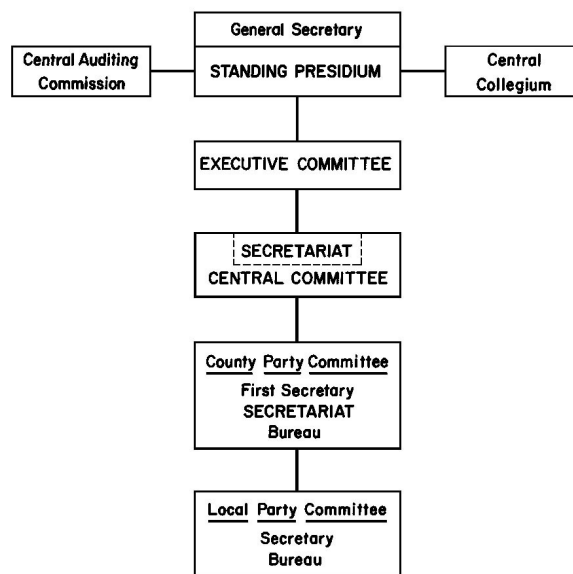 General Secretary
STANDING PRESIDIUM
Central Auditing
Commission
Central
Collegium
EXECUTIVE COMMITTEE
SECRETARIAT
CENTRAL COMMITTEE
County Party Committee
First Secretary
SECRETARIAT
Bureau
Local Party Committee
Secretary
Bureau